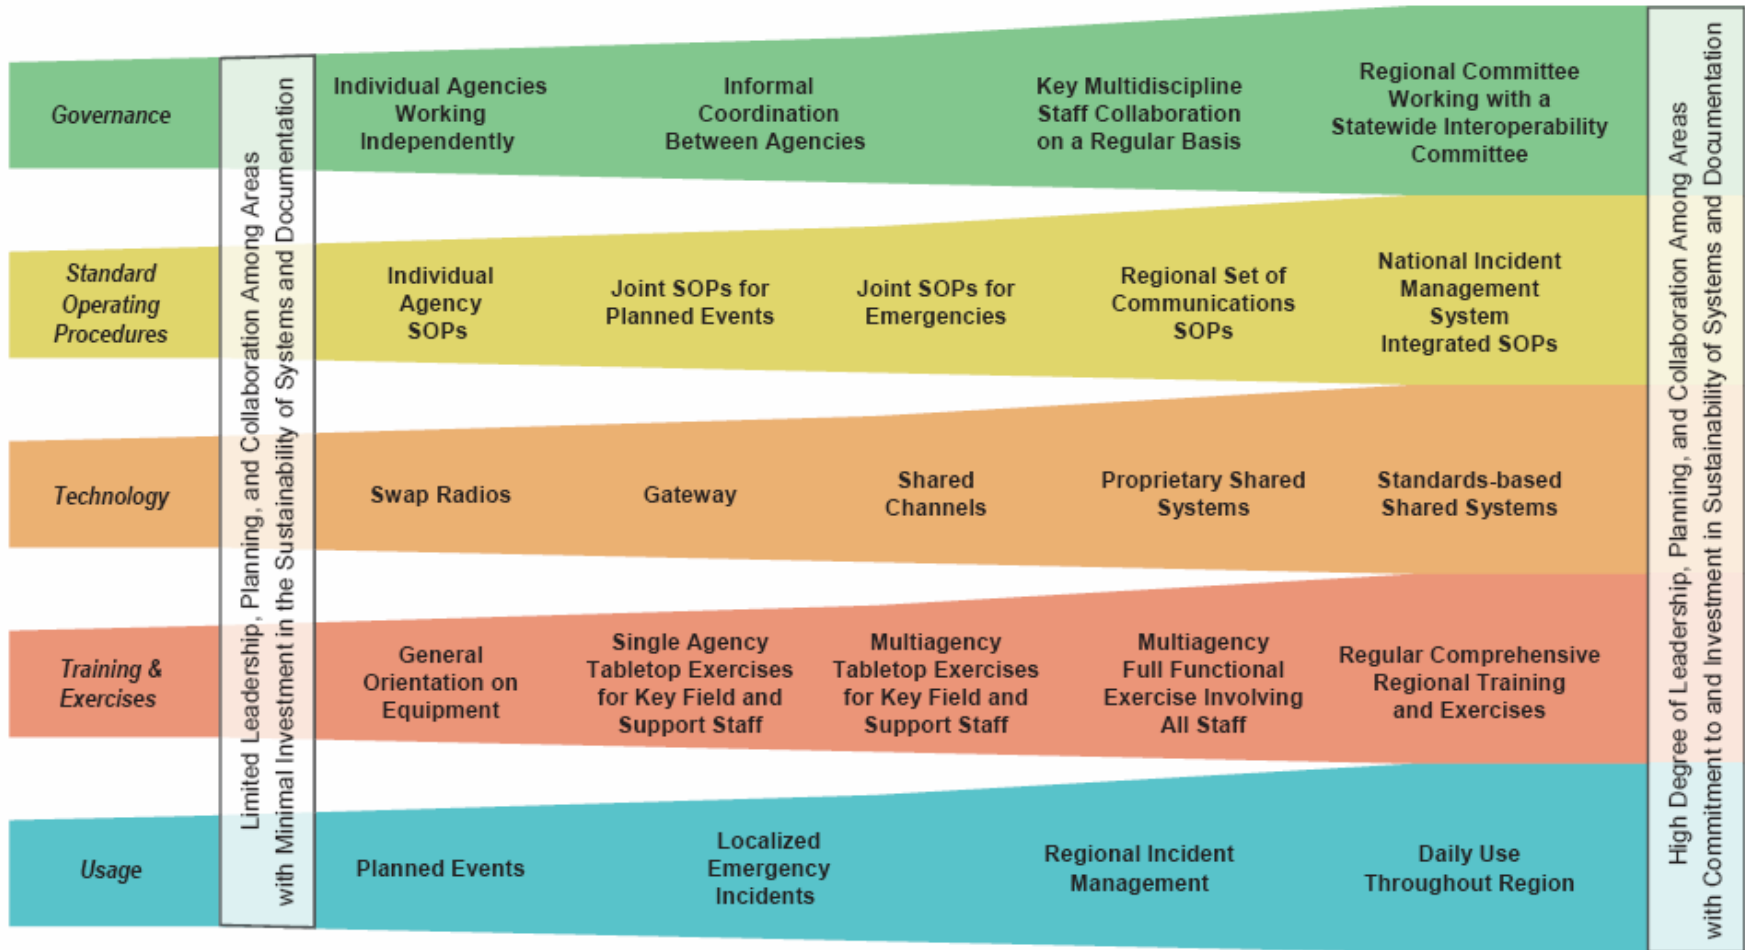 Governance
Individual Agencies
Working
Independently
Informal
Coordination
Between Agencies
Key Multidiscipline
Staff Collaboration
on a Regular Basis
Regional Committee
Working with a
Statewide Interoperability
Committee
Standard
Operating
Procedures
Individual
Agency
SOPs
Joint SOPs for
Planned Events
Joint SOPs for
Emergencies
Regional Set of
Communications
SOPs
National Incident
Management
System
Integrated SOPs
Technology
Swap Radios
Gateway
Shared
Channels
Proprietary Shared
Systems
Standards-based
Shared Systems
Training &
Exercises
General
Orientation on
Equipment
Single Agency
Tabletop Exercises
for Key Field and
Support Staff
Multiagency
Tabletop Exercises
for Key Field and
Support Staff
Multiagency
Full Functional
Exercise Involving
All Staff
Regular Comprehensive
Regional Training
and Exercises
Usage
Planned Events
Localized
Emergency
Incidents
Regional Incident
Management
Daily Use
Throughout Region
Limited Leadership, Planning, and Collaboration Among Areas
with Minimal Investment in the Sustainability of Systems and Documentation
High Degree of Leadership, Planning, and Collaboration Among Areas
with Commitment to and Investment in Sustainability of Systems and Documentation